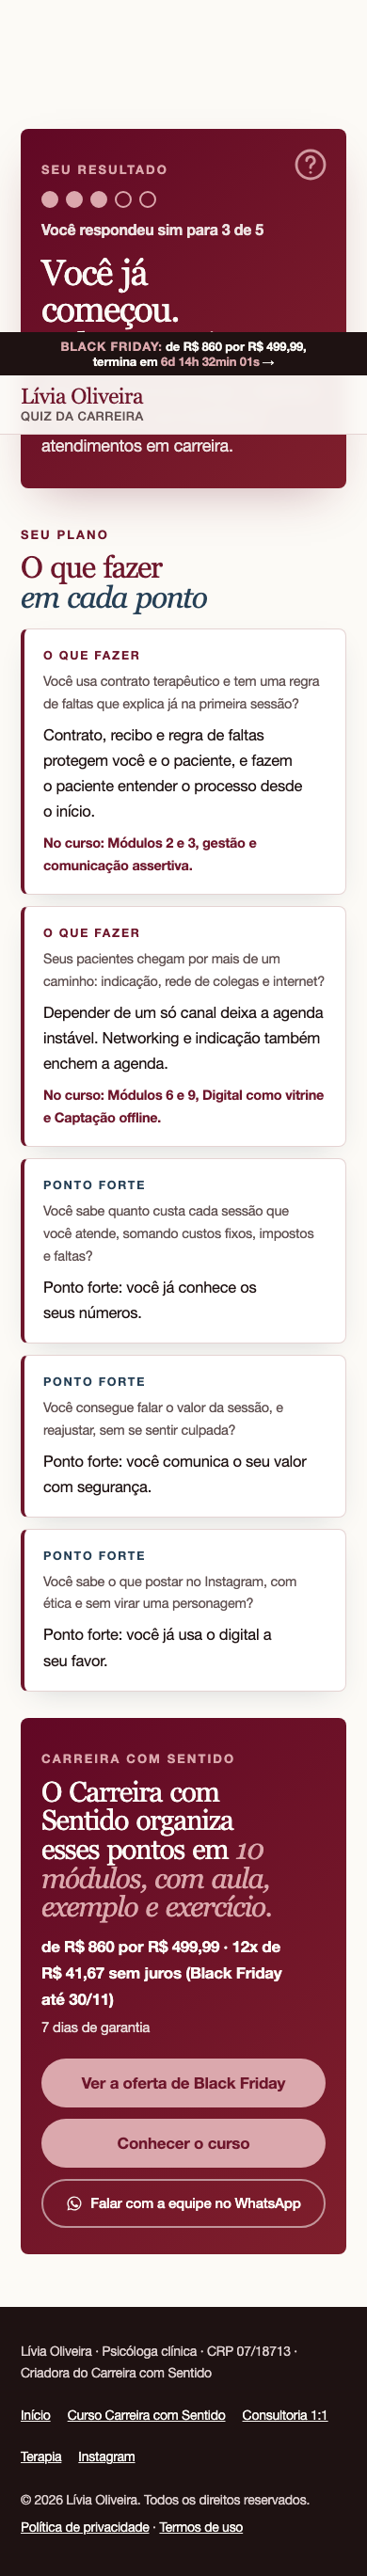 SEU RESULTADO
Você respondeu sim para 3 de 5
Você já
começou.
BLACK FRIDAY: de R$ 860 por R$ 499,99,
termina em 6d 14h 32min 01s →
Lívia Oliveira
QUIZ DA CARREIRA
atendimentos em carreira.
SEU PLANO
O que fazer
em cada ponto
O QUE FAZER
Você usa contrato terapêutico e tem uma regra
de faltas que explica já na primeira sessão?
Contrato, recibo e regra de faltas
protegem você e o paciente, e fazem
o paciente entender o processo desde
o início.
No curso: Módulos 2 e 3, gestão e
comunicação assertiva.
O QUE FAZER
Seus pacientes chegam por mais de um
caminho: indicação, rede de colegas e internet?
Depender de um só canal deixa a agenda
instável. Networking e indicação também
enchem a agenda.
No curso: Módulos 6 e 9, Digital como vitrine
e Captação offline.
PONTO FORTE
Você sabe quanto custa cada sessão que
você atende, somando custos fixos, impostos
e faltas?
Ponto forte: você já conhece os
seus números.
PONTO FORTE
Você consegue falar o valor da sessão, e
reajustar, sem se sentir culpada?
Ponto forte: você comunica o seu valor
com segurança.
PONTO FORTE
Você sabe o que postar no Instagram, com
ética e sem virar uma personagem?
Ponto forte: você já usa o digital a
seu favor.
CARREIRA COM SENTIDO
O Carreira com
Sentido organiza
esses pontos em 10
módulos, com aula,
exemplo e exercício.
de R$ 860 por R$ 499,99 · 12x de
R$ 41,67 sem juros (Black Friday
até 30/11)
7 dias de garantia
Ver a oferta de Black Friday
Conhecer o curso
Falar com a equipe no WhatsApp
Lívia Oliveira · Psicóloga clínica · CRP 07/18713 ·
Criadora do Carreira com Sentido
Início Curso Carreira com Sentido Consultoria 1:1
Terapia Instagram
© 2026 Lívia Oliveira. Todos os direitos reservados.
Política de privacidade · Termos de uso